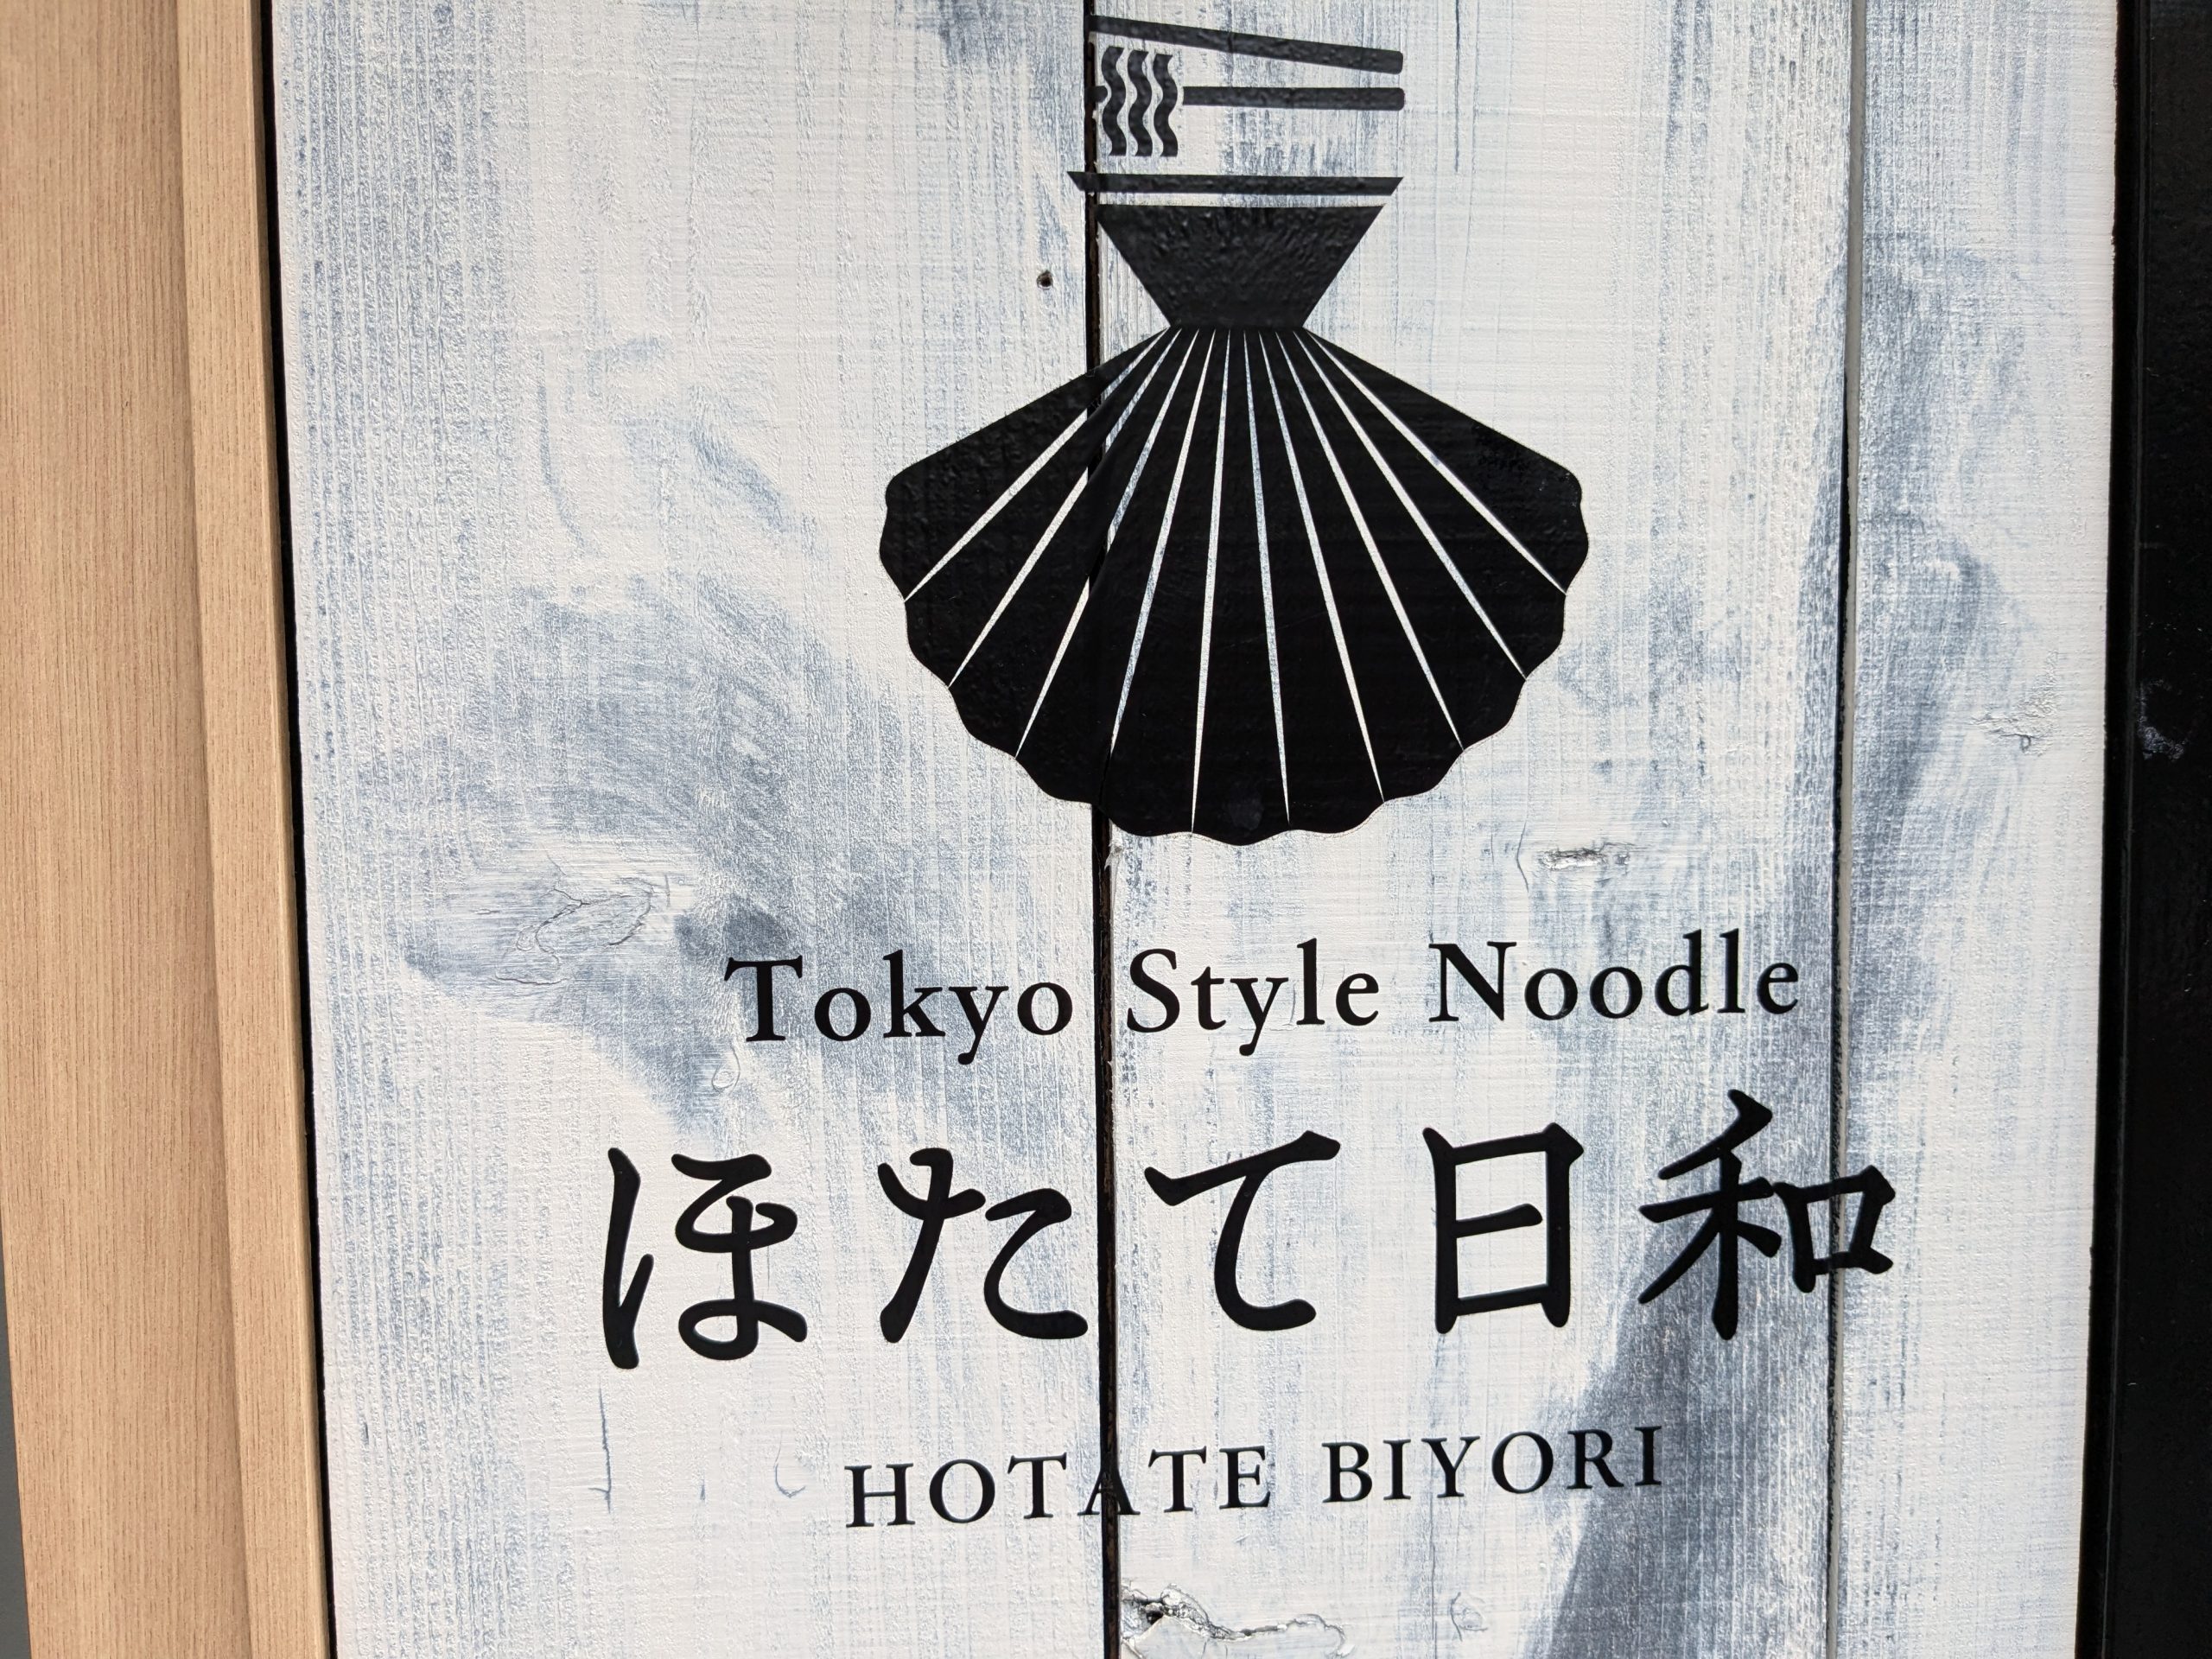 Tokyo Style Noodle
ほたて日和
HOTATE BIYORI